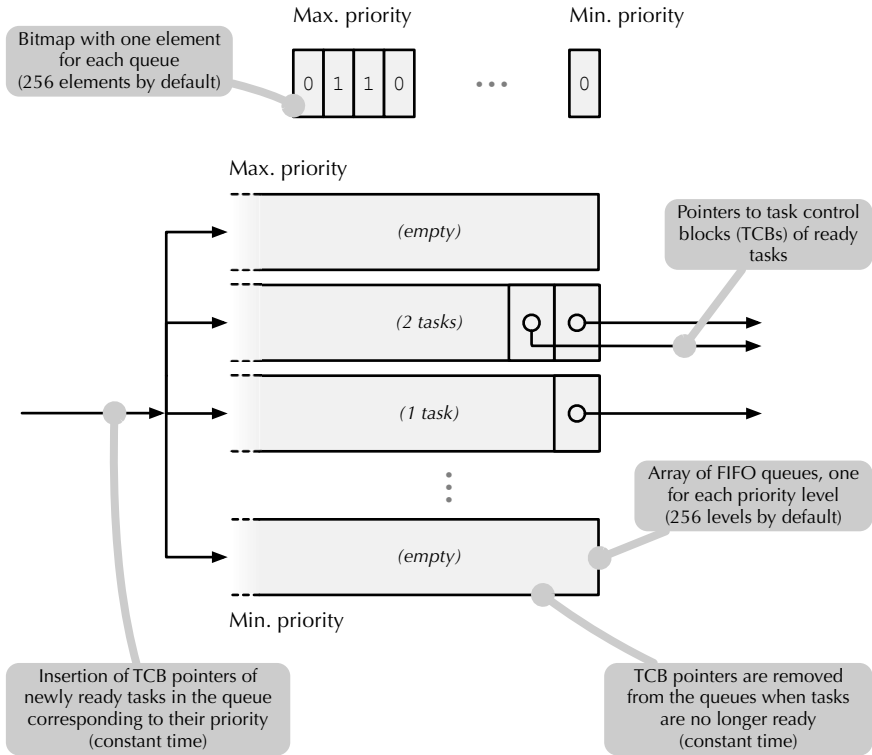 Max. priority
Min. priority
Bitmap with one element
for each queue
(256 elements by default)
0 1 1 0 ··· 0
Max. priority
(empty)
Pointers to task control
blocks (TCBs) of ready
tasks
(2 tasks)
(1 task)
Array of FIFO queues, one
for each priority level
(256 levels by default)
(empty)
Min. priority
Insertion of TCB pointers of
newly ready tasks in the queue
corresponding to their priority
(constant time)
TCB pointers are removed
from the queues when tasks
are no longer ready
(constant time)